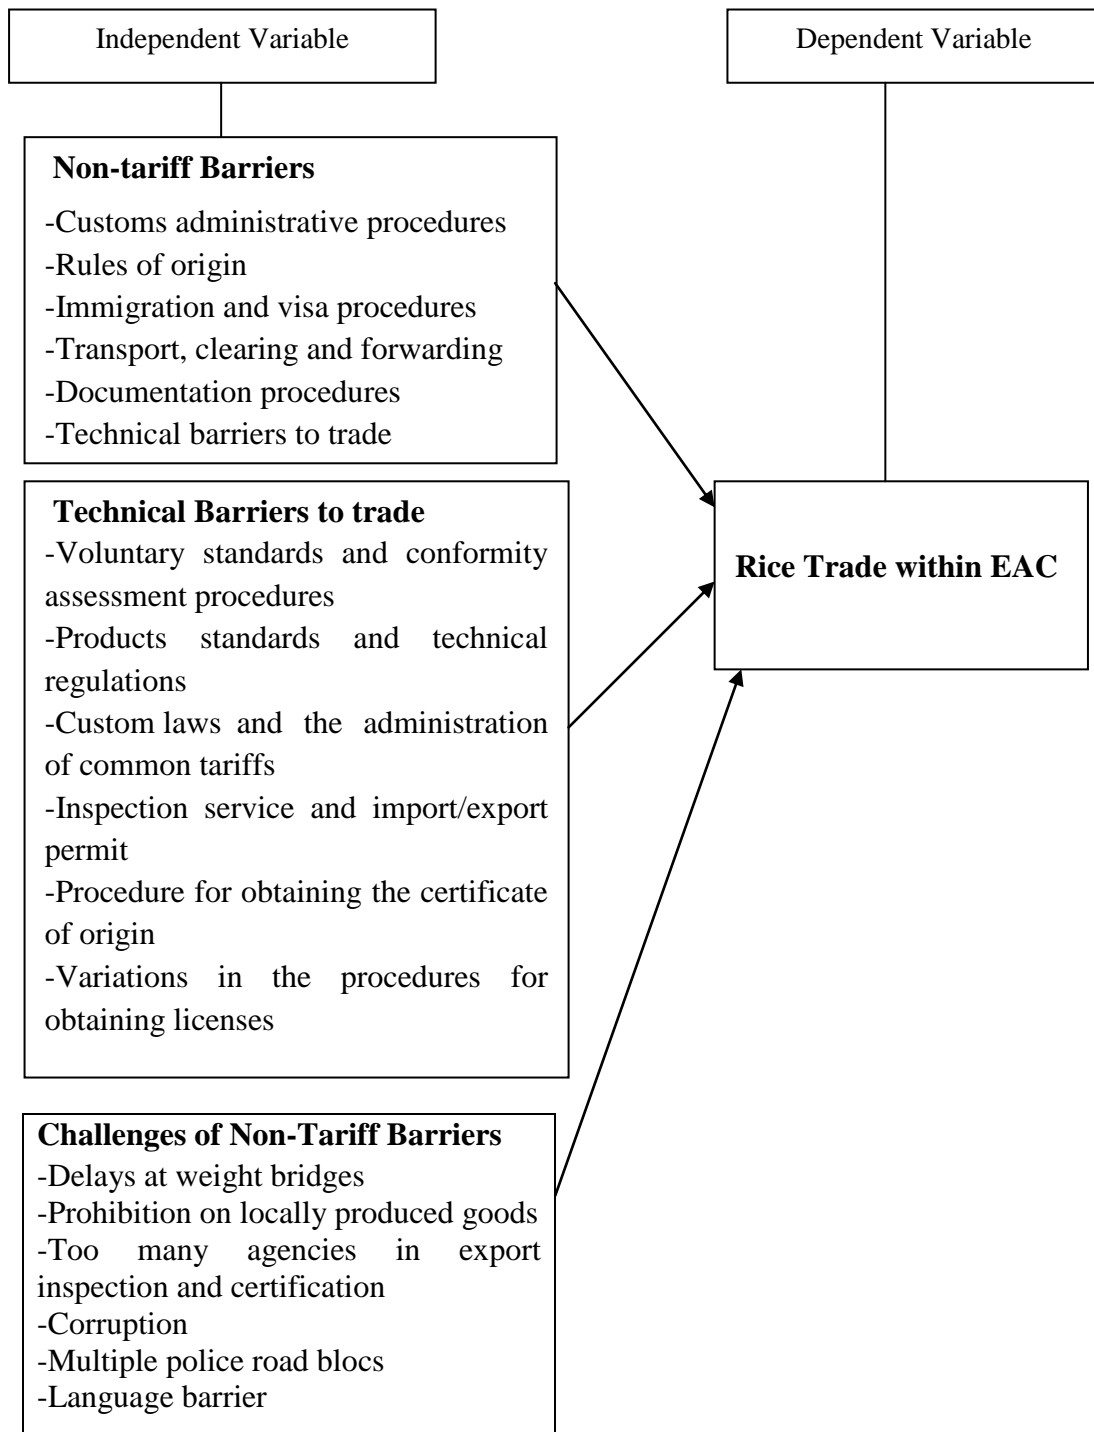 Independent Variable
Dependent Variable
Non-tariff Barriers
-Customs administrative procedures
-Rules of origin
-Immigration and visa procedures
-Transport, clearing and forwarding
-Documentation procedures
-Technical barriers to trade
Technical Barriers to trade
-Voluntary standards and conformity
assessment procedures
-Products standards and technical
regulations
-Custom laws and the administration
of common tariffs
-Inspection service and import/export
permit
-Procedure for obtaining the certificate
of origin
-Variations in the procedures for
obtaining licenses
Rice Trade within EAC
Challenges of Non-Tariff Barriers
-Delays at weight bridges
-Prohibition on locally produced goods
-Too many agencies in export
inspection and certification
-Corruption
-Multiple police road blocs
-Language barrier